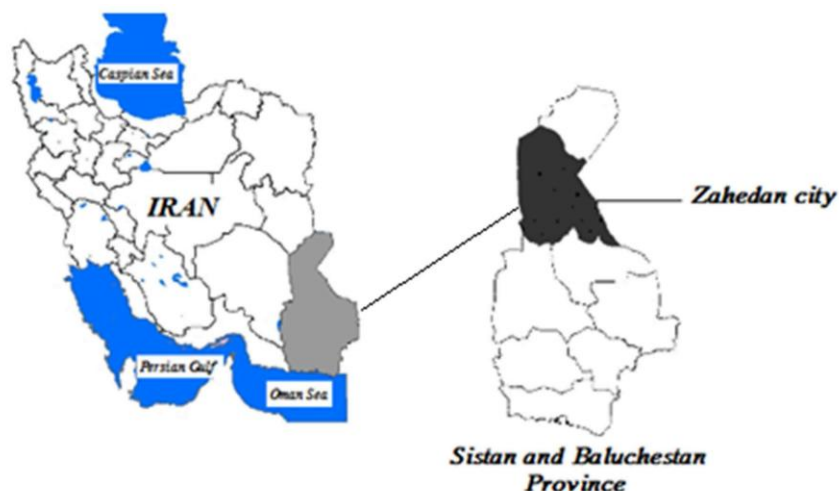 Caspian Sea
IRAN
Persian Gulf
Oman Sea
Zahedan city
Sistan and Baluchestan
Province